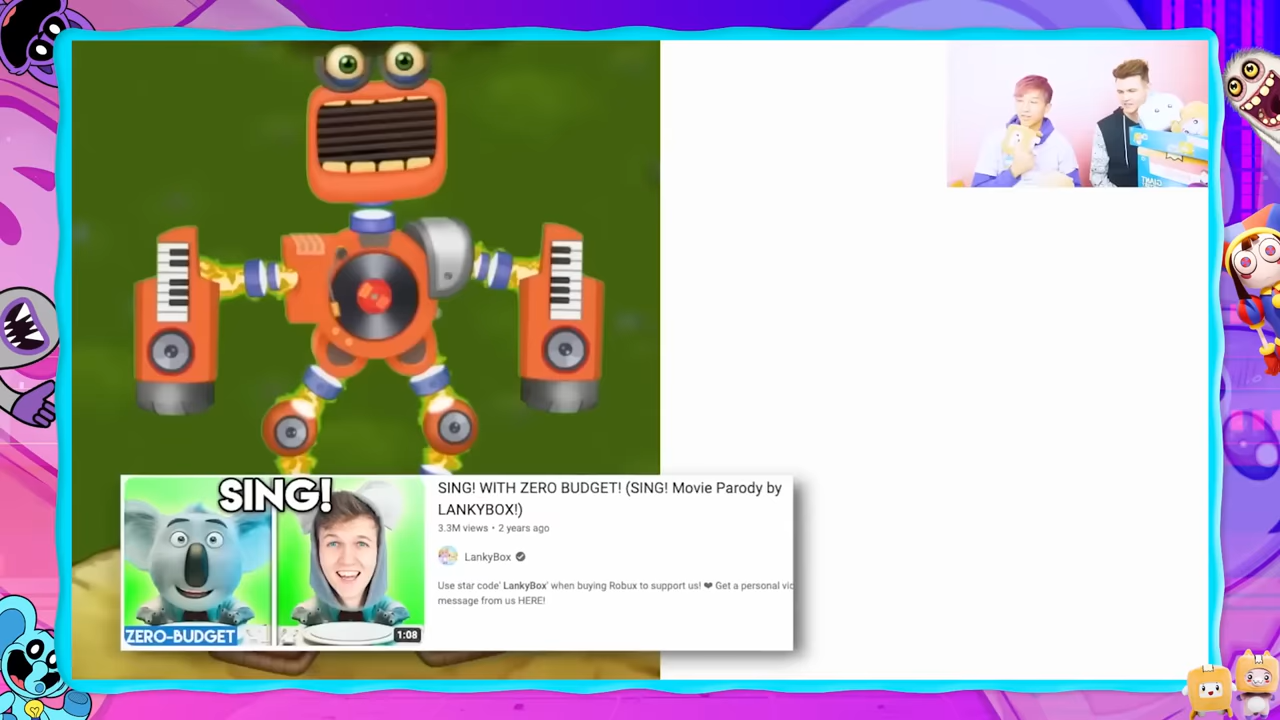 SING!
ZERO-BUDGET
1:08
SING! WITH ZERO BUDGET! (SING! Movie Parody by
LANKYBOX!)
3.3M views • 2 years ago
LankyBox
Use star code' LankyBox' when buying Robux to support us! ❤ Get a personal vid
message from us HERE!